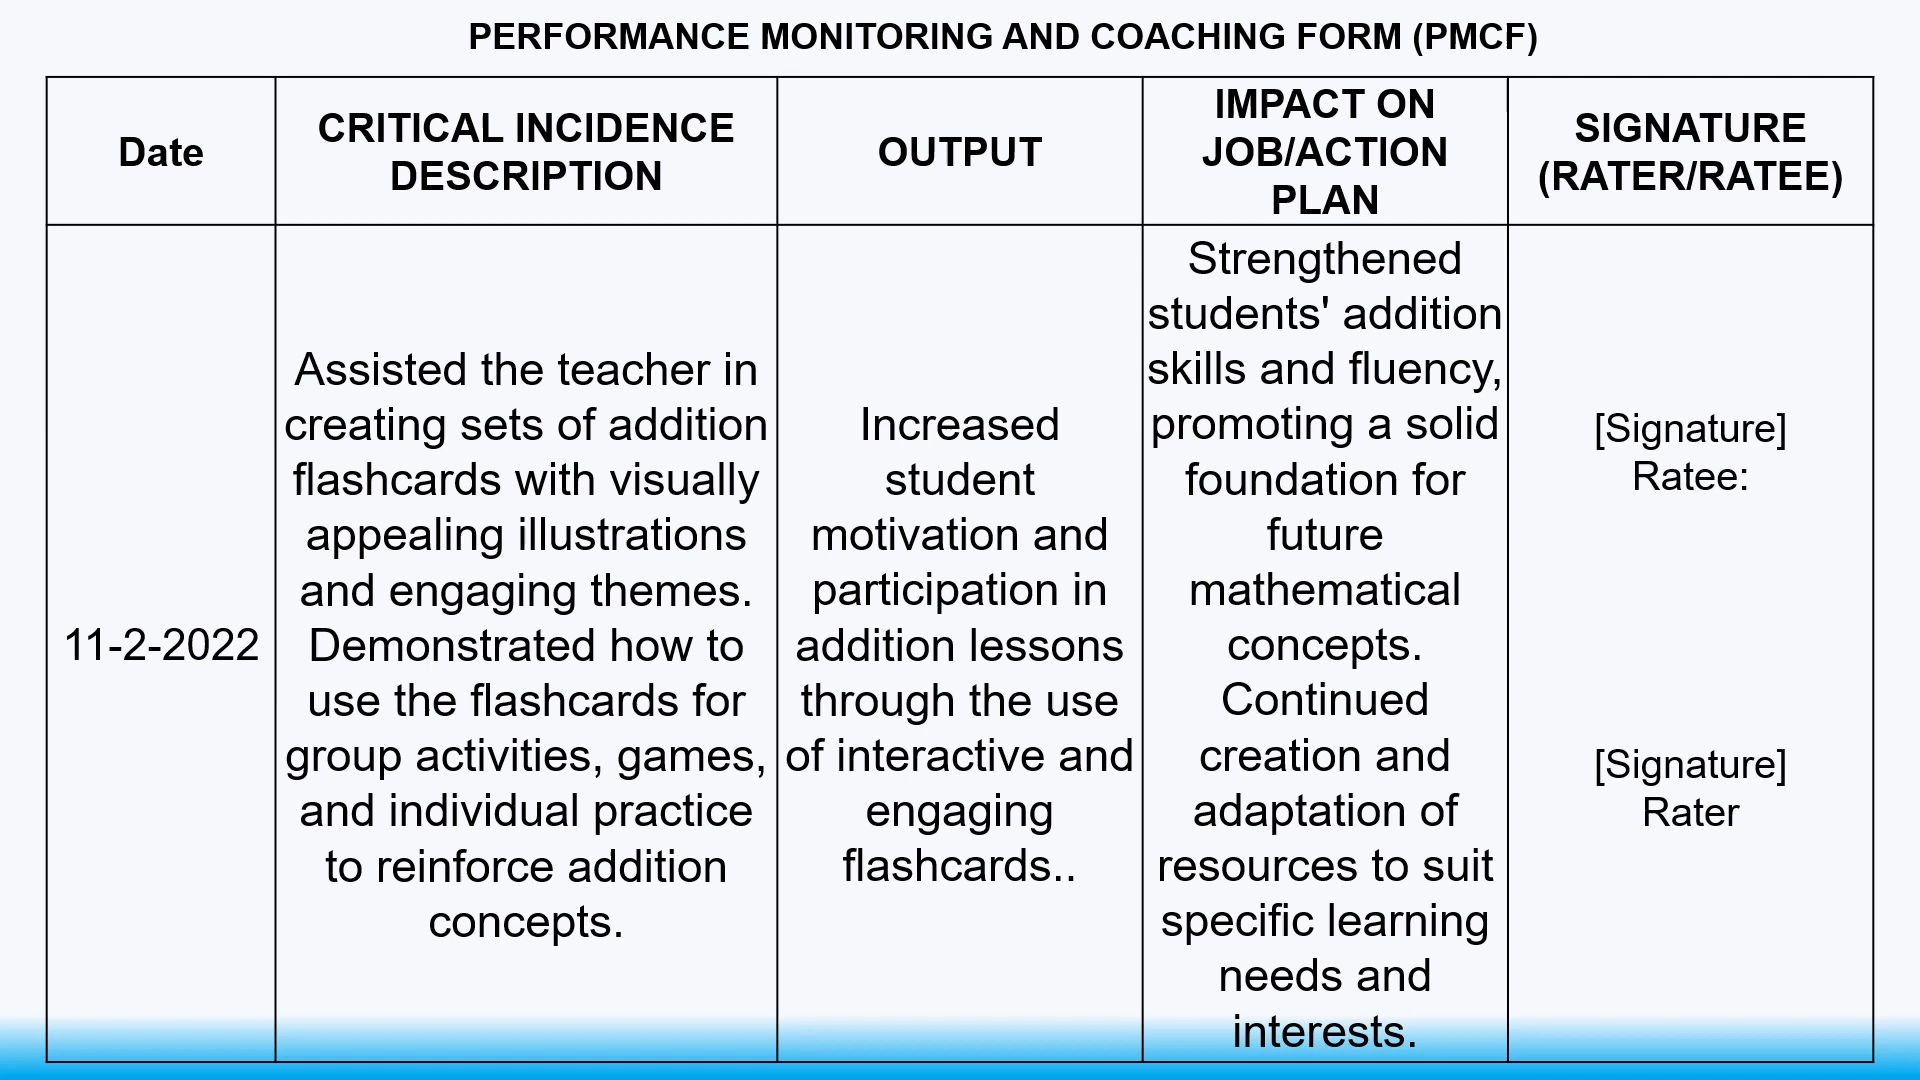 PERFORMANCE MONITORING AND COACHING FORM (PMCF)
Date
CRITICAL INCIDENCE
DESCRIPTION
OUTPUT
IMPACT ON
JOB/ACTION
PLAN
SIGNATURE
(RATER/RATEE)
11-2-2022
Assisted the teacher in
creating sets of addition
flashcards with visually
appealing illustrations
and engaging themes.
Demonstrated how to
use the flashcards for
group activities, games,
and individual practice
to reinforce addition
concepts.
Increased
student
motivation and
participation in
addition lessons
through the use
of interactive and
engaging
flashcards..
Strengthened
students' addition
skills and fluency,
promoting a solid
foundation for
future
mathematical
concepts.
Continued
creation and
adaptation of
resources to suit
specific learning
needs and
interests.
[Signature]
Ratee:
[Signature]
Rater